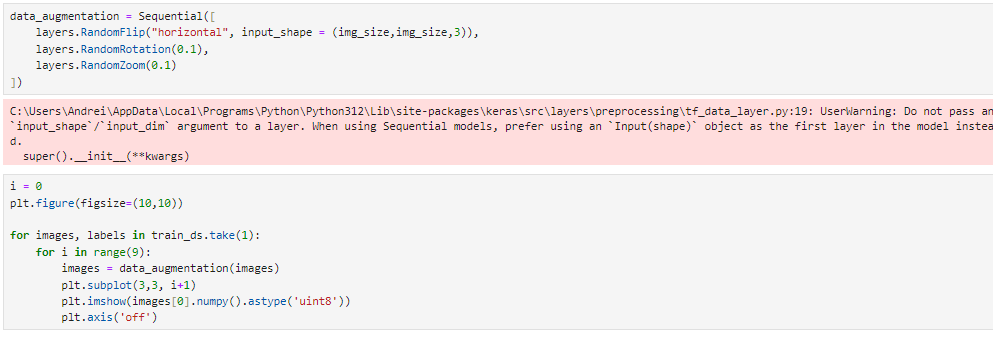 data_augmentation = Sequential([
    layers.RandomFlip("horizontal", input_shape = (img_size,img_size,3)),
    layers.RandomRotation(0.1),
    layers.RandomZoom(0.1)
])
C:\Users\Andrei\AppData\Local\Programs\Python\Python312\Lib\site-packages\keras\src\layers\preprocessing\tf_data_layer.py:19: UserWarning: Do not pass an
`input_shape`/`input_dim` argument to a layer. When using Sequential models, prefer using an `Input(shape)` object as the first layer in the model instea
d.
  super().__init__(**kwargs)
i = 0
plt.figure(figsize=(10,10))

for images, labels in train_ds.take(1):
    for i in range(9):
        images = data_augmentation(images)
        plt.subplot(3,3, i+1)
        plt.imshow(images[0].numpy().astype('uint8'))
        plt.axis('off')